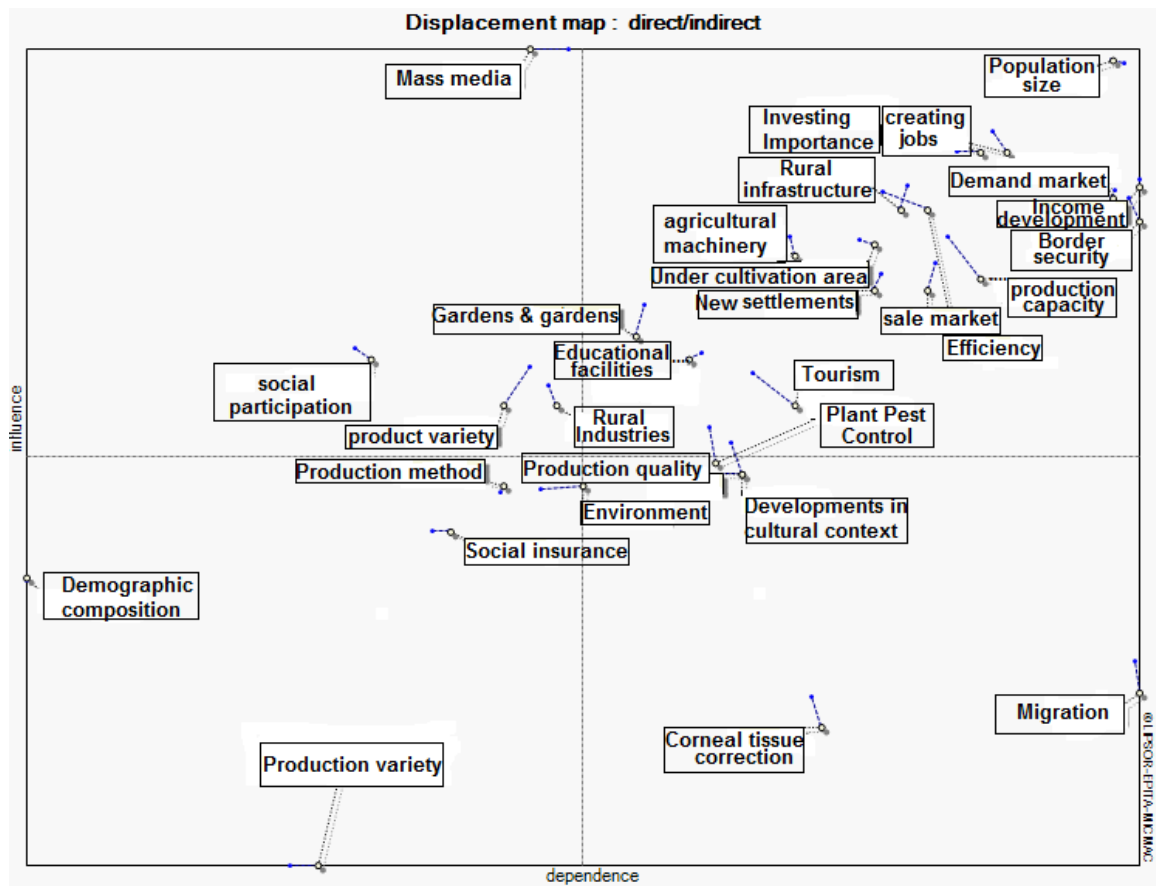 Displacement map : direct/indirect
Mass media
Population
size
Investing
Importance
creating
jobs
Rural
infrastructure
Demand market
Income
development
agricultural
machinery
Border
security
Under cultivation area
New settlements
production
capacity
Gardens & gardens
sale market
Efficiency
Educational
facilities
social
participation
Tourism
Rural
Industries
Plant Pest
Control
product variety
influence
Production method
Production quality
Environment
Developments in
cultural context
Social insurance
Demographic
composition
Migration
Corneal tissue
correction
Production variety
dependence
©LIPSOR-EPITA-MICMAC